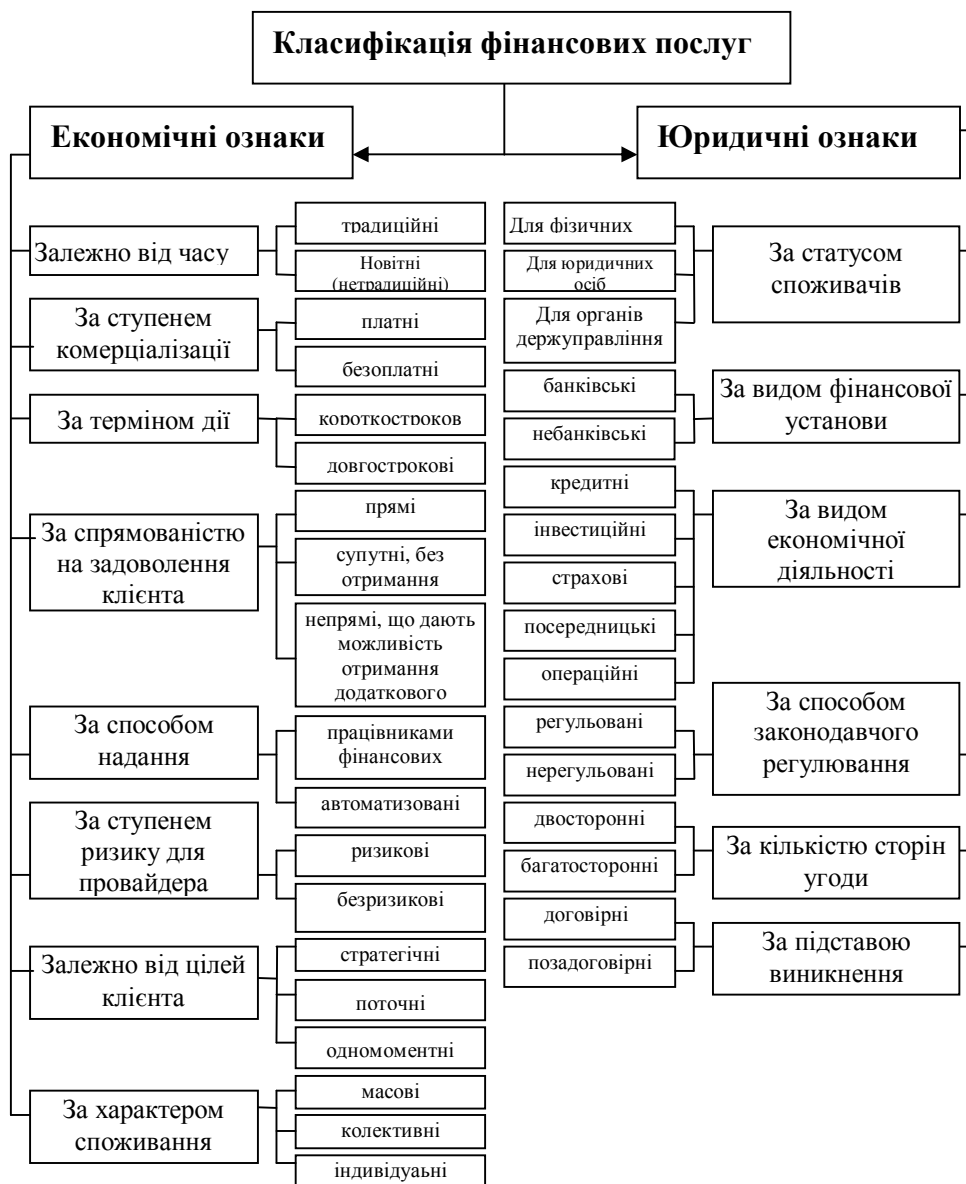 Класифікація фінансових послуг
Економічні ознаки
Юридичні ознаки
Залежно від часу
традиційні
Новітні
(нетрадиційні)
За ступенем
комерціалізації
платні
безоплатні
За терміном дії
короткостроков
довгострокові
За спрямованістю
на задоволення
клієнта
прямі
супутні, без
отримання
непрямі, що дають
можливість
отримання
додаткового
За способом
надання
працівниками
фінансових
автоматизовані
За ступенем
ризику для
провайдера
ризикові
безризикові
Залежно від цілей
клієнта
стратегічні
поточні
одномоментні
За характером
споживання
масові
колективні
індивідуаьні
Для фізичних
Для юридичних
осіб
Для органів
держуправління
За статусом
споживачів
банківські
небанківські
За видом фінансової
установи
кредитні
інвестиційні
страхові
посередницькі
операційні
За видом
економічної
діяльності
регульовані
нерегульовані
За способом
законодавчого
регулювання
двосторонні
багатосторонні
За кількістю сторін
угоди
договірні
позадоговірні
За підставою
виникнення